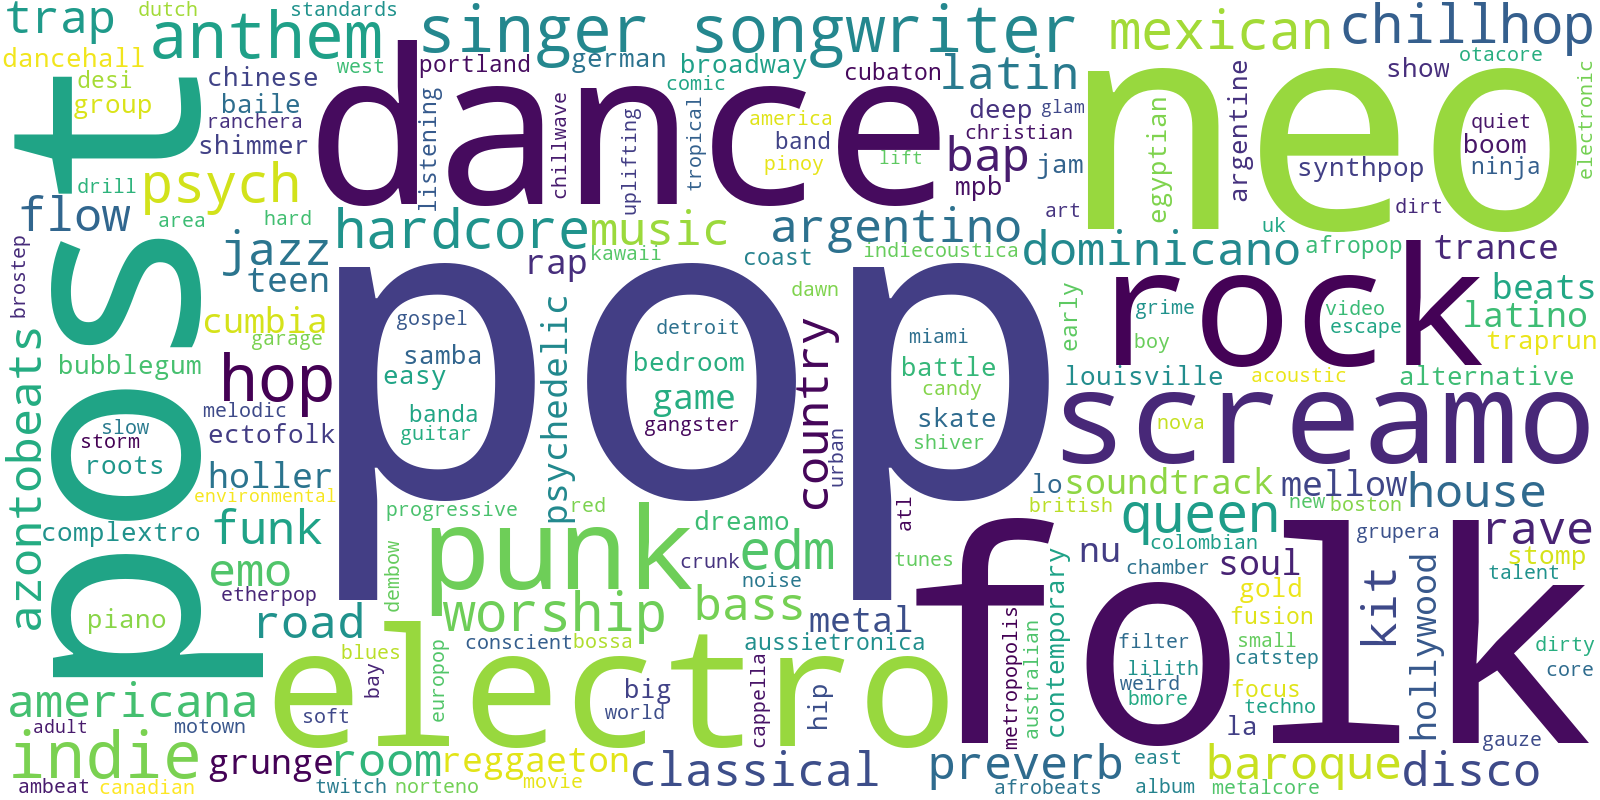 trap
dutch
standards
anthem
singer songwriter
mexican
chillhop
dancehall
desi
group
chinese
baile
ranchera
shimmer
west
portland
german
broadway
comic
cubaton
latin
show
otacore
dance
neo
post
listening
chillwave
uplifting
tropical
america
band
pinoy
lift
deep
glam
christian
bap
jam
mpb
art
egyptian
argentine
synthpop
quiet
boom
ninja
electronic
dirt
uk
drill
psych
flow
area
hard
jazz
teen
hardcore
music
kawaii
rap
argentino
coast
indiecoustica
dominicano
afropop
trance
brostep
cumbia
garage
bubblegum
azontobeats
hop
melodic
ectofolk
pop
gospel
samba
easy
banda
guitar
psychedelic
detroit
bedroom
game
gangster
dawn
country
urban
miami
battle
candy
skate
shiver
early
rock
grime
boy
video
escape
beats
latino
traprun
louisville
acoustic
alternative
screamo
nova
slow
storm
roots
holler
environmental
complextro
funk
emo
etherpop
piano
road
progressive
red
dembow
punk
dreamo
crunk
edm
noise
atl
tunes
lo
soundtrack
british
mellow
house
new
boston
queen
colombian
nu
chamber
soul
grupera
rave
stomp
talent
folk
worship
bass
metal
conscient
bossa
aussietronica
metropopolis
australian
contemporary
filter
lilith
weird
bmore
gold
fusion
small
catstep
focus
techno
la
kit
hollywood
dirty
core
gauze
americana
adult
motown
blues
bay
europop
electro
soft
big
world
cappella
hip
indie
ambeat
canadian
grunge
room
twitch
norteno
reggaeton
movie
classical
preverb
afrobeats
east
album
baroque
metalcore
disco